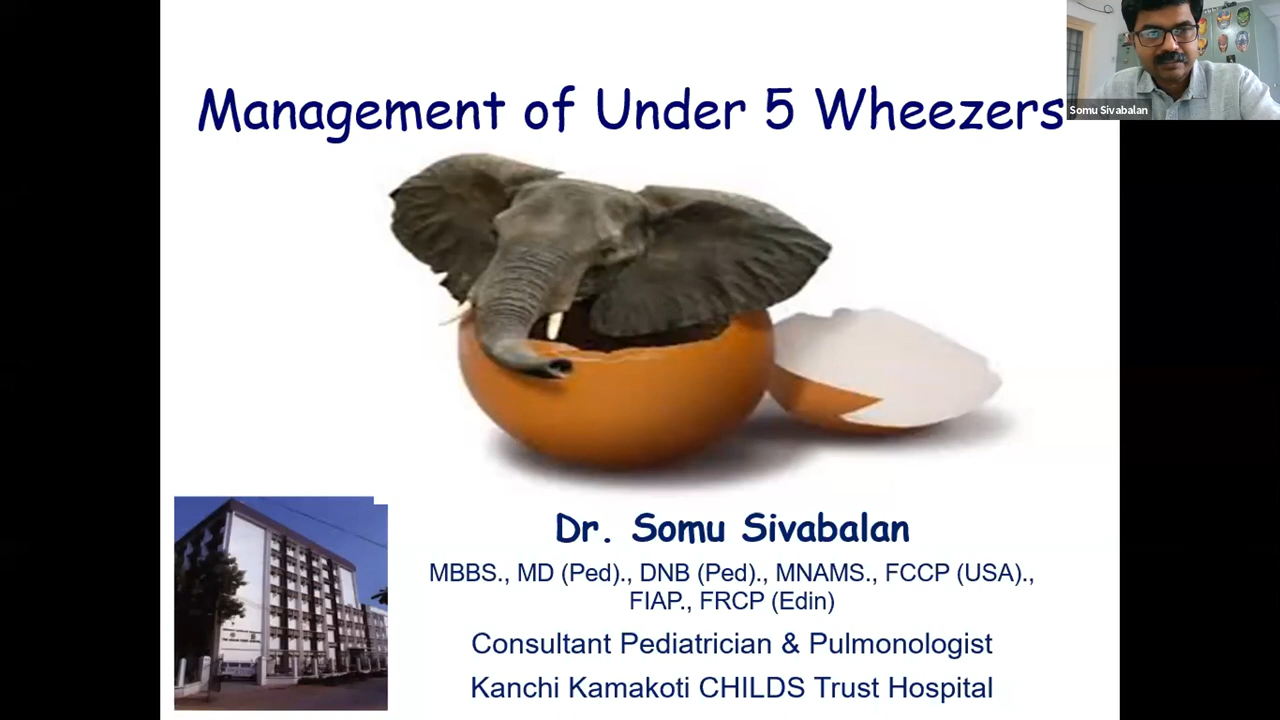 Management of Under 5 Wheezers
Somu Sivabalan
Dr. Somu Sivabalan
MBBS., MD (Ped)., DNB (Ped)., MNAMS., FCCP (USA).,
FIAP., FRCP (Edin)
Consultant Pediatrician & Pulmonologist
Kanchi Kamakoti CHILDS Trust Hospital